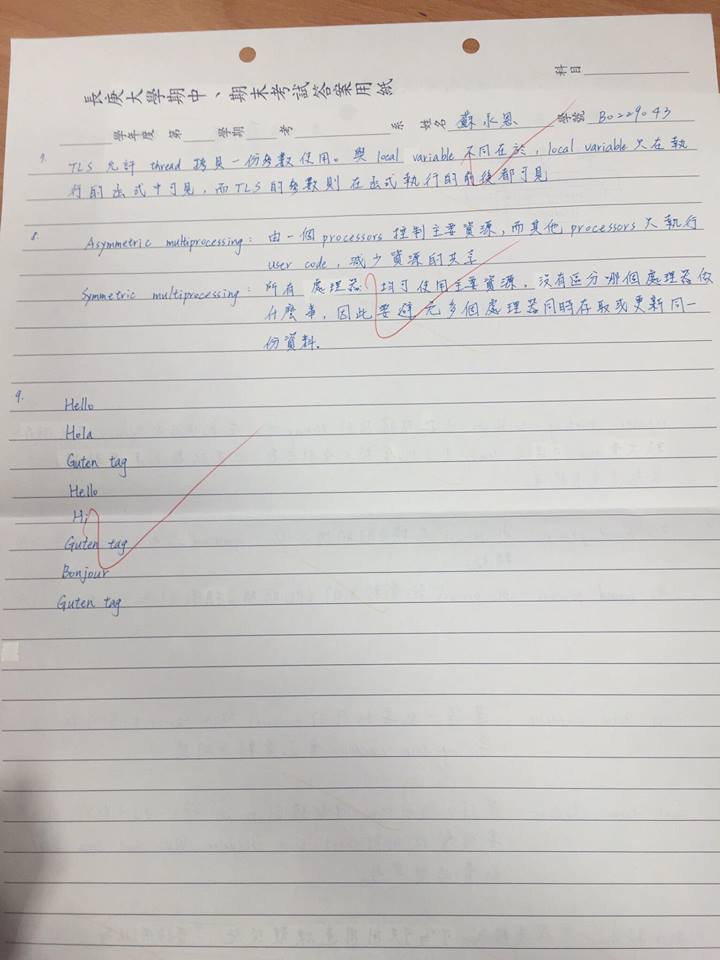 科目
長庚大學期中、期末考試答案用紙
學年度 第 學期 考 系 姓名 蘇永恩 學號 B0229043
7. TLS 允許 thread 擁有一份參數使用。與 local variable 不同在於, local variable 只在執
行的函式中可見,而TLS的參數則在函式執行的前後都可見
8. Asymmetric multiprocessing: 由一個 processors 控制主要資源,而其他 processors 只執行
user code, 減少資源的共享
Symmetric multiprocessing: 所有處理器均可使用主要資源, 沒有區分哪個處理器做
什麼事, 因此要避免多個處理器同時存取或更新同一
份資料.
9. Hello
Hola
Guten tag
Hello
Hi
Guten tag
Bonjour
Guten tag